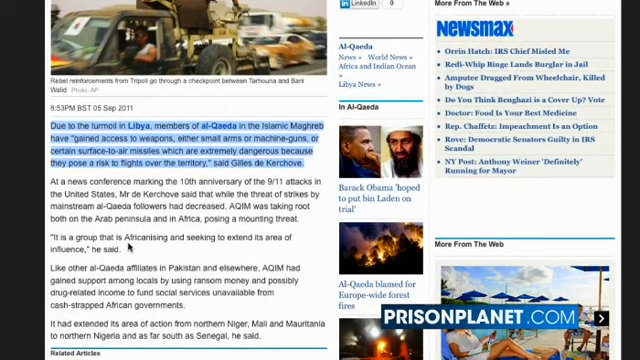 Rebel reinforcements from Tripoli go through a checkpoint between Tarhouna and Bani
Walid Photo: AP
8:53PM BST 05 Sep 2011
Due to the turmoil in Libya, members of al-Qaeda in the Islamic Maghreb
have "gained access to weapons, either small arms or machine-guns, or
certain surface-to-air missiles which are extremely dangerous because
they pose a risk to flights over the territory," said Gilles de Kerchove.
At a news conference marking the 10th anniversary of the 9/11 attacks in
the United States, Mr de Kerchove said that while the threat of strikes by
mainstream al-Qaeda followers had decreased, AQIM was taking root
both on the Arab peninsula and in Africa, posing a mounting threat.
"It is a group that is Africanising and seeking to extend its area of
influence," he said.
Like other al-Qaeda affiliates in Pakistan and elsewhere, AQIM had
gained support among locals by using ransom money and possibly
drug-related income to fund social services unavailable from
cash-strapped African governments.
It had extended its area of action from northern Niger, Mali and Mauritania
to northern Nigeria and as far south as Senegal, he said.
Related Articles
in LinkedIn 0
Al-Qaeda
News »
World News »
Africa and Indian Ocean
»
Libya News »
In Al-Qaeda
Barack Obama 'hoped
to put bin Laden on
trial'
Al-Qaeda blamed for
Europe-wide forest
fires
More From The Web »
Newsmax
Orrin Hatch: IRS Chief Misled Me
Redi-Whip Binge Lands Burglar in Jail
Amputee Dragged From Wheelchair, Killed
by Dogs
Do You Think Benghazi is a Cover Up? Vote
Doctor: Food Is Your Best Medicine
Rep. Chaffetz: Impeachment Is an Option
Rove: Democratic Senators Guilty in IRS
Scandal
NY Post: Anthony Weiner 'Definitely'
Running for Mayor
More From The Web
PRISONPLANET.COM